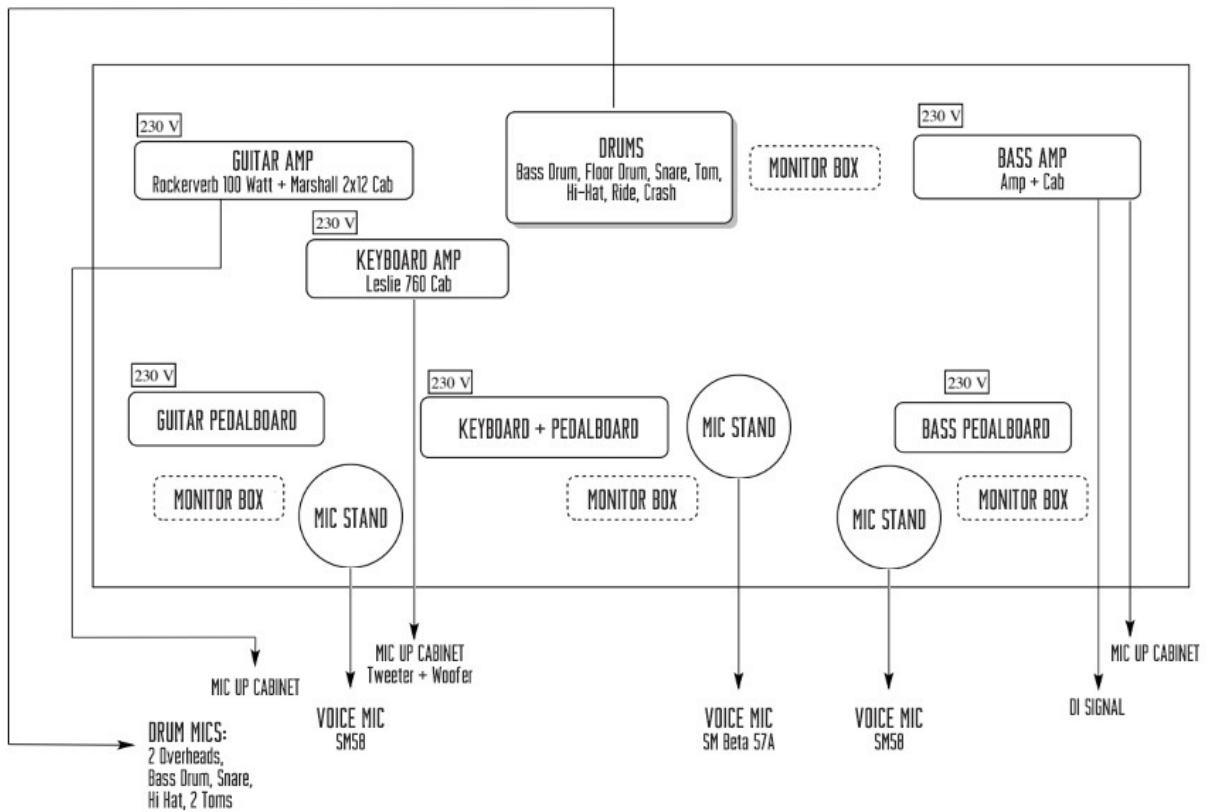 230 V
GUITAR AMP
Rockerverb 100 Watt + Marshall 2x12 Cab
DRUMS
Bass Drum, Floor Drum, Snare, Tom,
Hi-Hat, Ride, Crash
MONITOR BOX
230 V
BASS AMP
Amp + Cab
230 V
KEYBOARD AMP
Leslie 760 Cab
230 V
GUITAR PEDALBOARD
230 V
KEYBOARD + PEDALBOARD
MIC STAND
230 V
BASS PEDALBOARD
MONITOR BOX
MIC STAND
MONITOR BOX
MIC STAND
MONITOR BOX
MIC UP CABINET
MIC UP CABINET
Tweeter + Woofer
MIC UP CABINET
DRUM MICS:
2 Overheads,
Bass Drum, Snare,
Hi Hat, 2 Toms
VOICE MIC
SM58
VOICE MIC
SM Beta 57A
VOICE MIC
SM58
DI SIGNAL